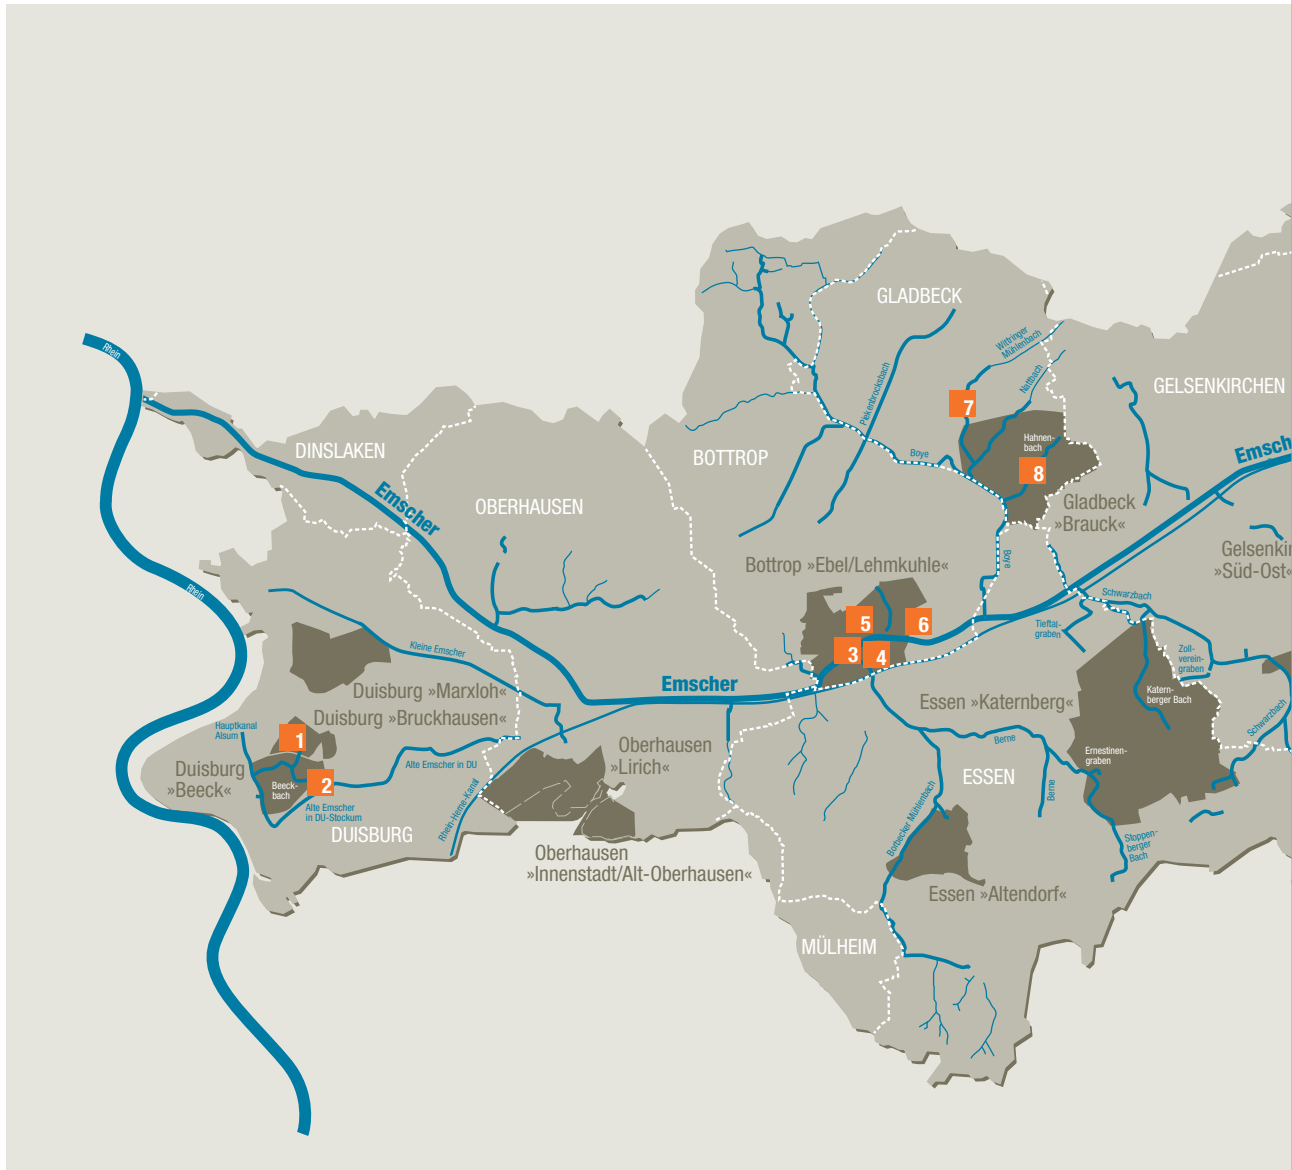 GLADBECK
Rhein
Wittringer
Mühlenbach
Nattbach
Piekenbrocksbach
GELSENKIRCHEN
7
DINSLAKEN
BOTTROP
Boye
Hahnen-
bach
8
Emsch
Emscher
OBERHAUSEN
Gladbeck
»Brauck«
Boye
Gelsenki
»Süd-Ost«
Bottrop »Ebel/Lehmkuhle«
Rhein
Schwarzbach
5
6
3
4
Tieftal-
graben
Kleine Emscher
Zoll-
verein-
graben
Emscher
Duisburg »Marxloh«
Duisburg »Bruckhausen«
Essen »Katernberg«
Katern-
berger Bach
Hauptkanal
Alsum
1
Schwarzbach
Berne
Ernestinen-
graben
Oberhausen
»Lirich«
Duisburg
»Beeck«
Alte Emscher in DU
Beeck-
bach
2
ESSEN
Berne
Alte Emscher
in DU-Stockum
DUISBURG
Rhein-Herne-Kanal
Borbecker Mühlenbach
Stoppen-
berger
Bach
Oberhausen
»Innenstadt/Alt-Oberhausen«
Essen »Altendorf«
MÜLHEIM